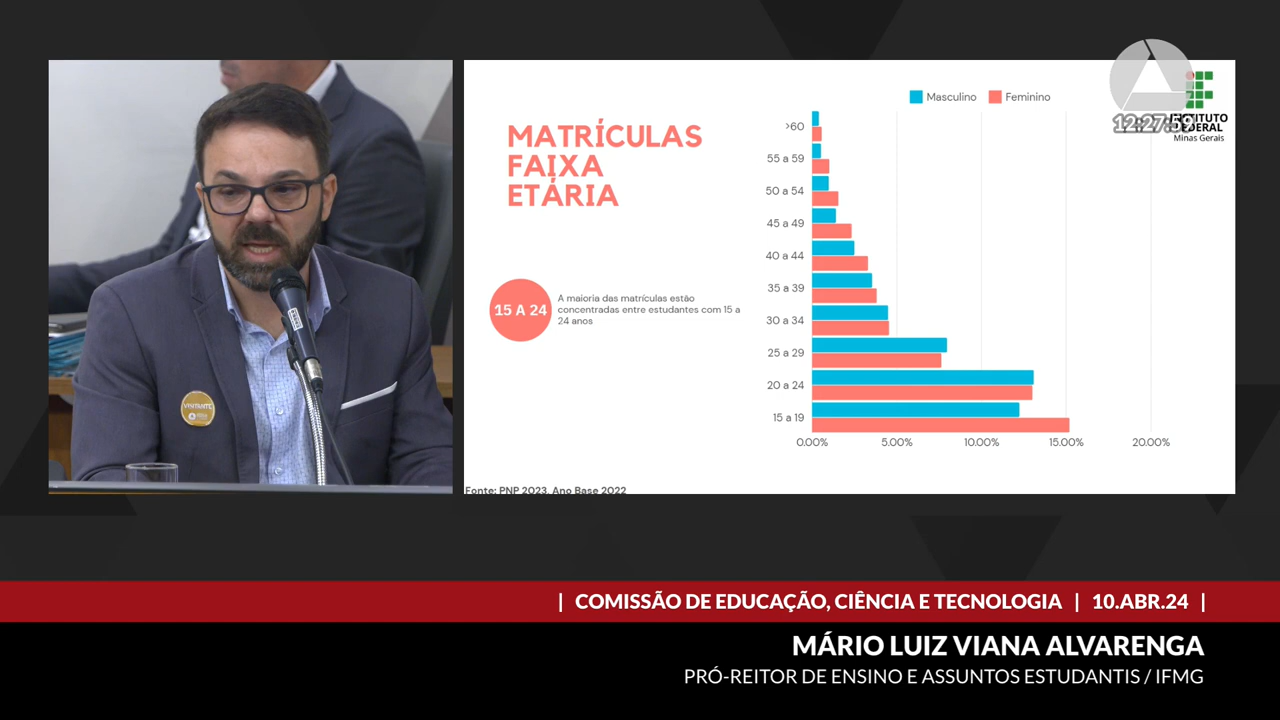 Masculino
Feminino
12:27:39
INSTITUTO
FEDERAL
Minas Gerais
MATRÍCULAS
FAIXA
ETÁRIA
15 A 24
A maioria das matrículas estão
concentradas entre estudantes com 15 a
24 anos
>60
55 a 59
50 a 54
45 a 49
40 a 44
35 a 39
30 a 34
25 a 29
20 a 24
15 a 19
0.00% 5.00% 10.00% 15.00% 20.00%
Fonte: PNP 2023. Ano Base 2022
VISITANTE
| COMISSÃO DE EDUCAÇÃO, CIÊNCIA E TECNOLOGIA | 10.ABR.24 |
MÁRIO LUIZ VIANA ALVARENGA
PRÓ-REITOR DE ENSINO E ASSUNTOS ESTUDANTIS / IFMG